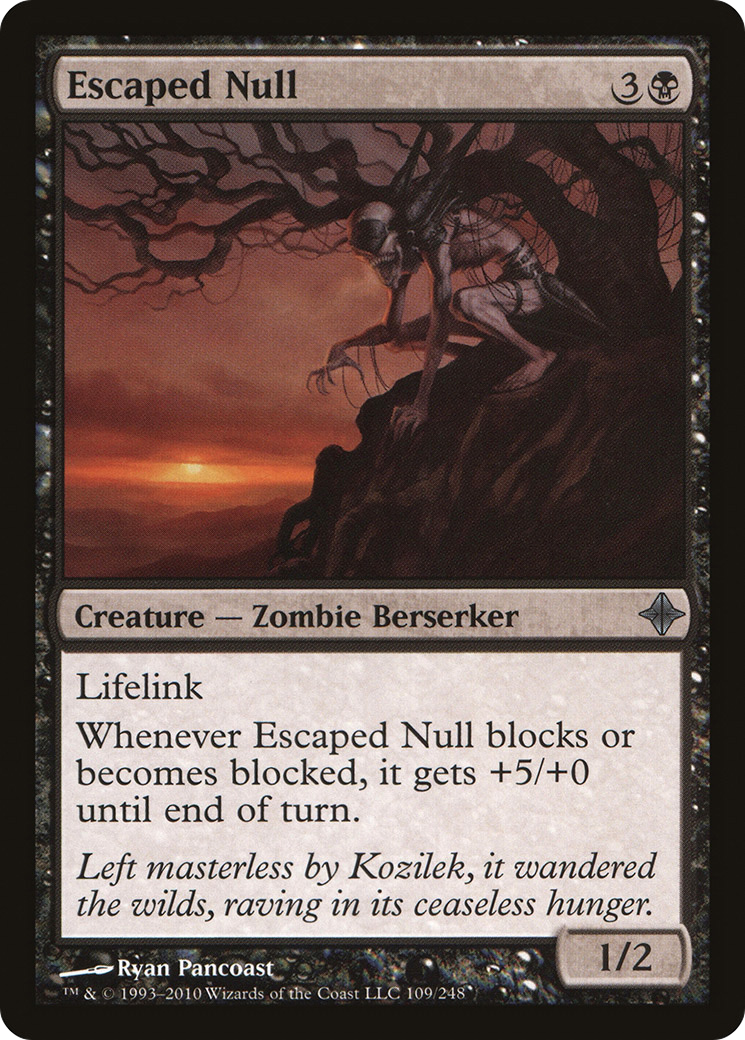 Escaped Null 3
Creature — Zombie Berserker
Lifelink
Whenever Escaped Null blocks or
becomes blocked, it gets +5/+0
until end of turn.
Left masterless by Kozilek, it wandered
the wilds, raving in its ceaseless hunger.
1/2
Ryan Pancoast
™ & © 1993–2010 Wizards of the Coast LLC 109/248